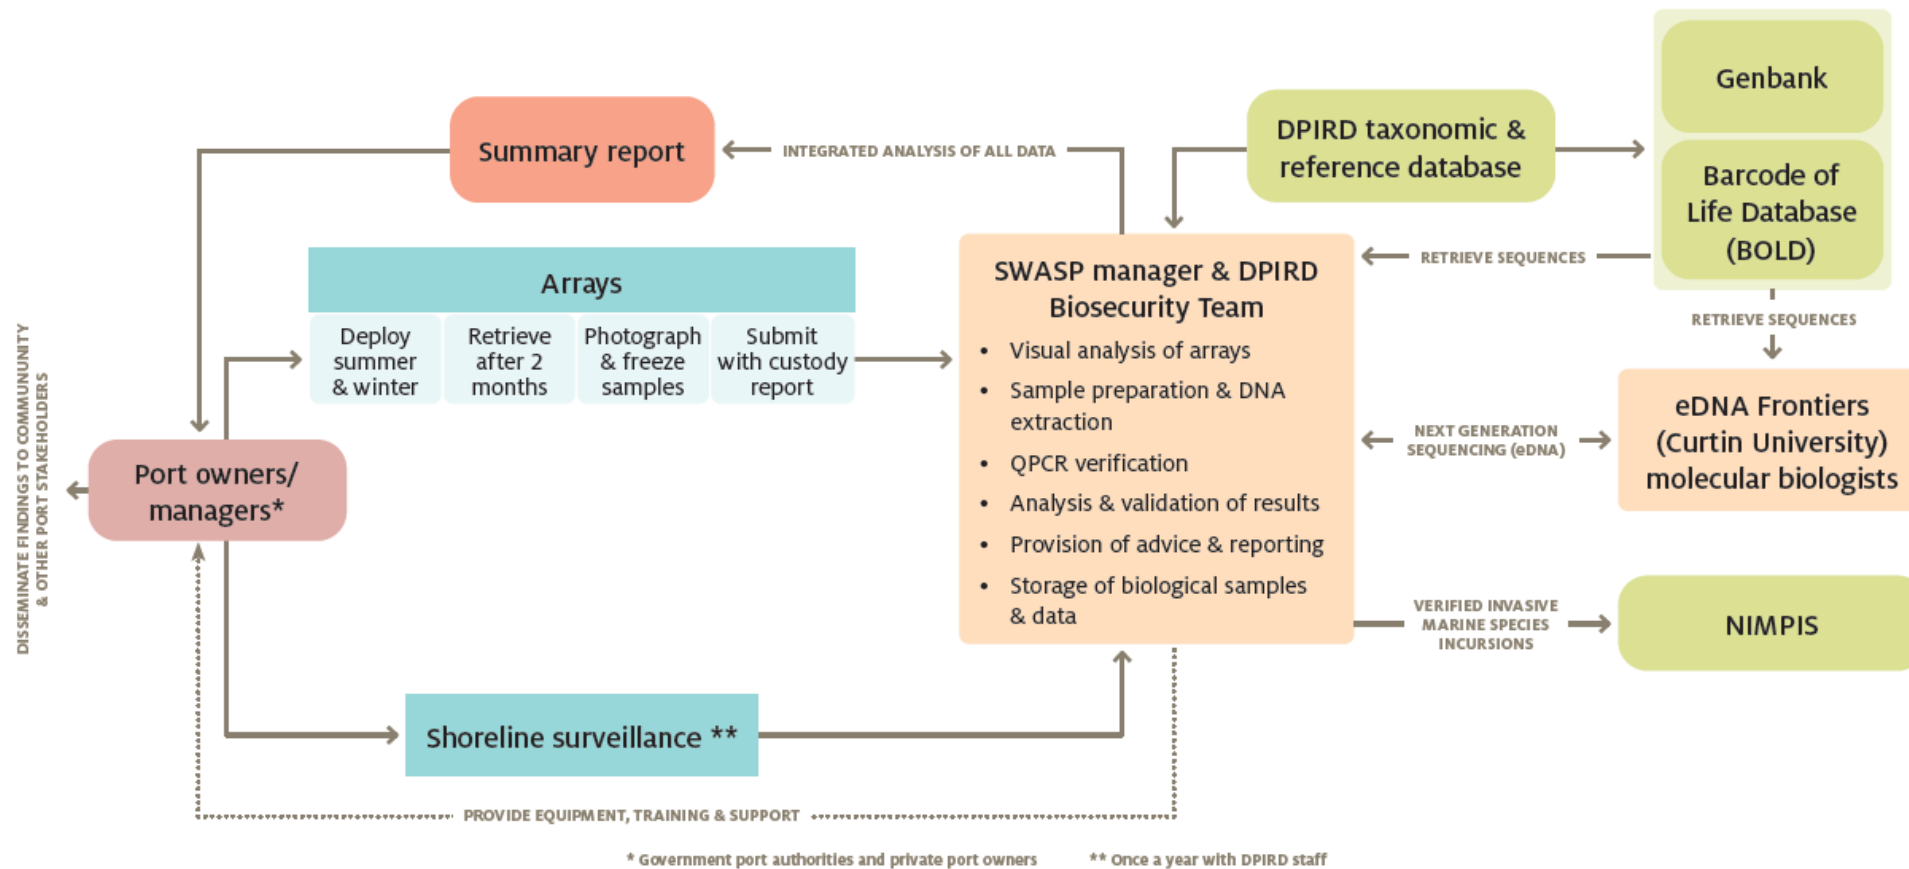 Genbank
DPIRD taxonomic &
reference database
Summary report
INTEGRATED ANALYSIS OF ALL DATA
Barcode of
Life Database
(BOLD)
RETRIEVE SEQUENCES
RETRIEVE SEQUENCES
Arrays
Deploy
summer
& winter
Retrieve
after 2
months
Photograph
& freeze
samples
Submit
with custody
report
SWASP manager & DPIRD
Biosecurity Team
• Visual analysis of arrays
• Sample preparation & DNA
extraction
• QPCR verification
• Analysis & validation of results
• Provision of advice & reporting
• Storage of biological samples
& data
NEXT GENERATION
SEQUENCING (eDNA)
eDNA Frontiers
(Curtin University)
molecular biologists
DISSEMINATE FINDINGS TO COMMUNUNITY
& OTHER PORT STAKEHOLDERS
Port owners/
managers*
VERIFIED INVASIVE
MARINE SPECIES
INCURSIONS
NIMPIS
Shoreline surveillance **
PROVIDE EQUIPMENT, TRAINING & SUPPORT
* Government port authorities and private port owners
** Once a year with DPIRD staff